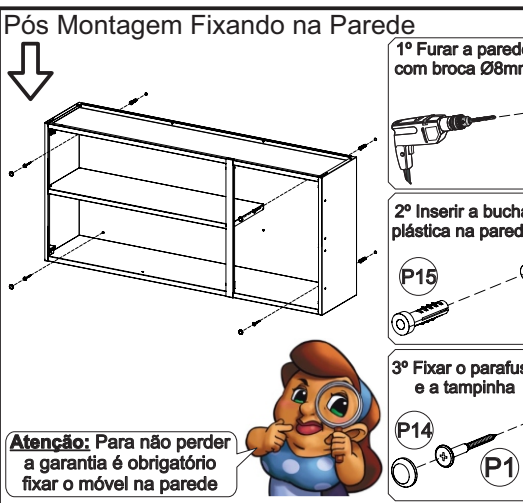 Pós Montagem Fixando na Parede
1º Furar a parede
com broca Ø8mm
2º Inserir a bucha
plástica na parede
P15
3º Fixar o parafus
e a tampinha
P14
P1
Atenção: Para não perder
a garantia é obrigatório
fixar o móvel na parede